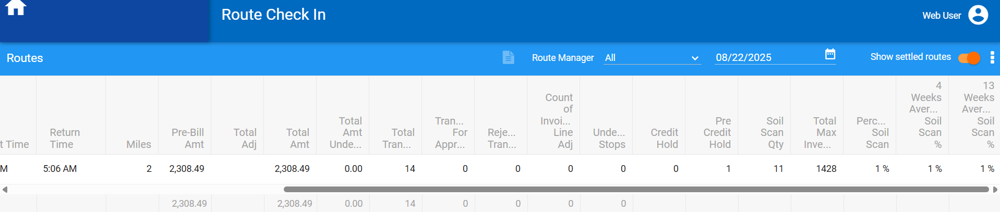 Route Check In
Web User
Routes
Route Manager All 08/22/2025 Show settled routes
t Time
Return
Time
Miles
Pre-Bill
Amt
Total
Adj
Total
Amt
Total
Amt
Unde...
Total
Tran...
Tran...
For
Appr...
Reje...
Tran...
Count
of
Invoi...
Line
Adj
Unde...
Stops
Credit
Hold
Pre
Credit
Hold
Soil
Scan
Qty
Total
Max
Inve...
Perc...
Soil
Scan
4
Weeks
Aver...
Soil
Scan
%
13
Weeks
Aver...
Soil
Scan
%
M 5:06 AM 2 2,308.49 2,308.49 0.00 14 0 0 0 0 0 1 11 1428 1 % 1 % 1 %
2,308.49 2,308.49 0.00 14 0 0 0 0